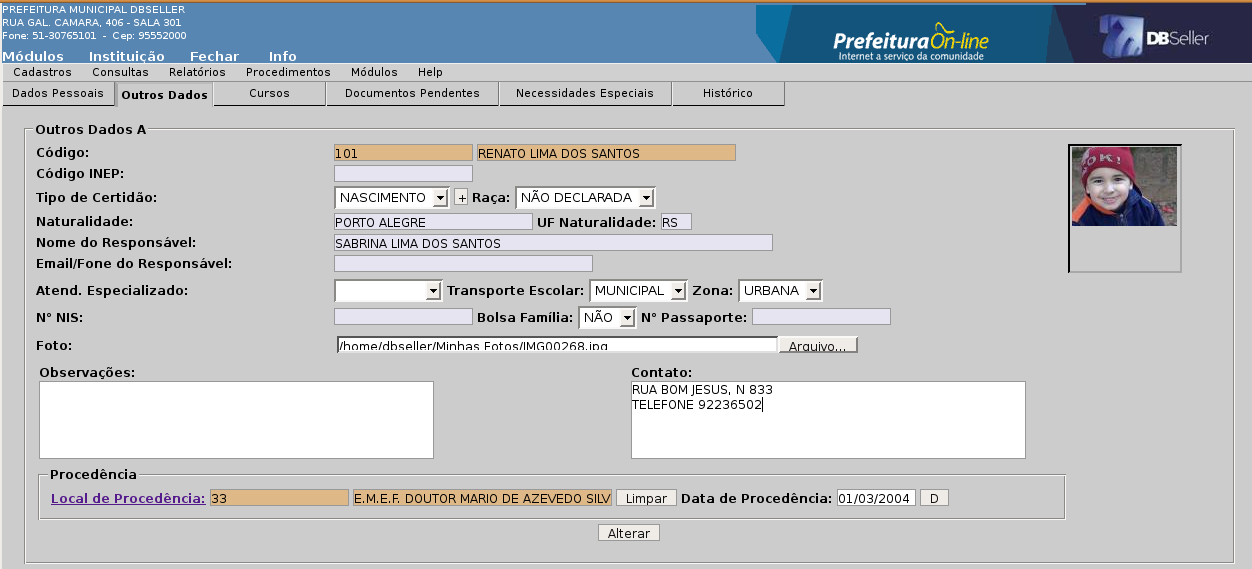 PREFEITURA MUNICIPAL DBSELLER
RUA GAL. CAMARA, 406 - SALA 301
Fone: 51-30765101 - Cep: 95552000
Prefeitura On-line
Internet a serviço da comunidade
DBSeller
Módulos Instituição Fechar Info
Cadastros Consultas Relatórios Procedimentos Módulos Help
Dados Pessoais Outros Dados Cursos Documentos Pendentes Necessidades Especiais Histórico
Outros Dados A
Código: 101 RENATO LIMA DOS SANTOS
Código INEP:
Tipo de Certidão: NASCIMENTO + Raça: NÃO DECLARADA
Naturalidade: PORTO ALEGRE UF Naturalidade: RS
Nome do Responsável: SABRINA LIMA DOS SANTOS
Email/Fone do Responsável:
Atend. Especializado: Transporte Escolar: MUNICIPAL Zona: URBANA
N° NIS: Bolsa Família: NÃO N° Passaporte:
Foto: /home/dbseller/Minhas Fotos/IMG00268.jpg Arquivo...
Observações: Contato:
RUA BOM JESUS, N 833
TELEFONE 92236502
Procedência
Local de Procedência: 33 E.M.E.F. DOUTOR MARIO DE AZEVEDO SILV Limpar Data de Procedência: 01/03/2004 D
Alterar